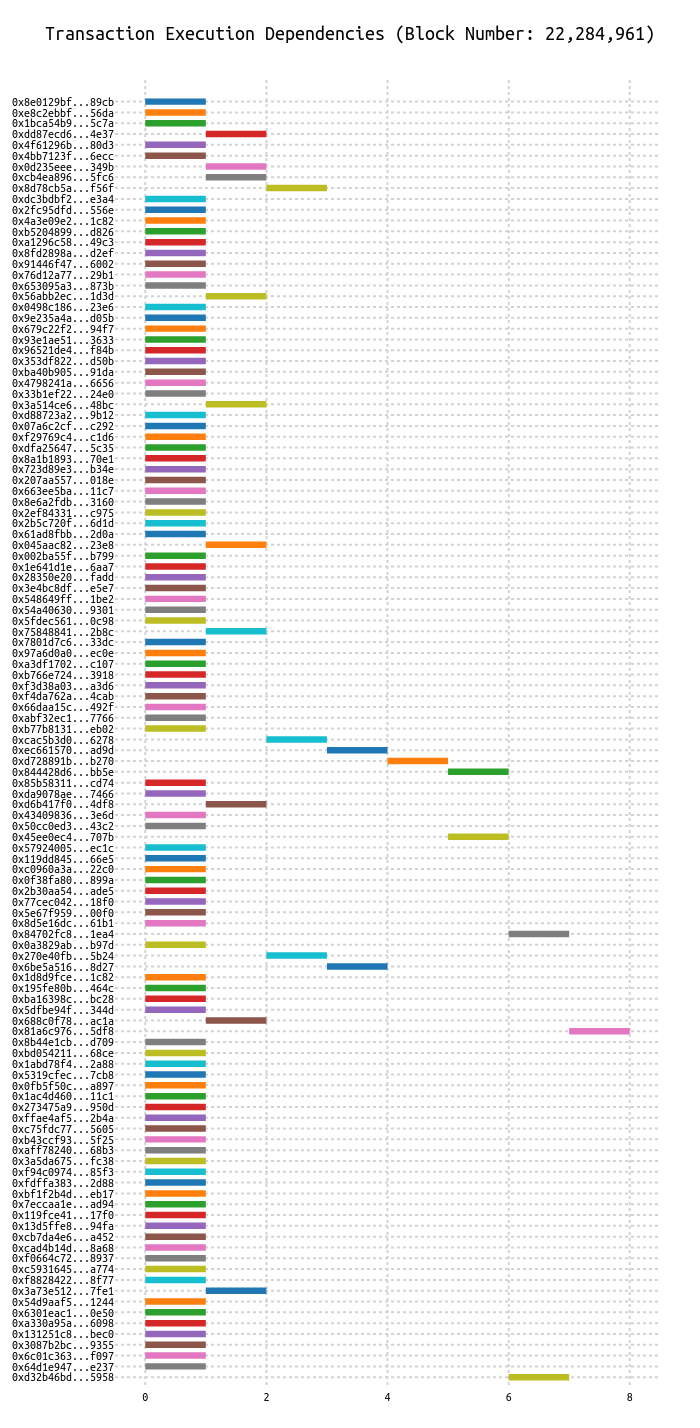 Transaction Execution Dependencies (Block Number: 22,284,961)
0x8e0129bf...89cb
0xe8c2ebbf...56da
0x1bca54b9...5c7a
0xdd87ecd6...4e37
0x4f61296b...80d3
0x4bb7123f...6ecc
0x0d235eee...349b
0xcb4ea896...5fc6
0x8d78cb5a...f56f
0xdc3bdbf2...e3a4
0x2fc95dfd...556e
0x4a3e09e2...1c82
0xb5204899...d826
0xa1296c58...49c3
0x8fd2898a...d2ef
0x91446f47...6002
0x76d12a77...29b1
0x653095a3...873b
0x56abb2ec...1d3d
0x0498c186...23e6
0x9e235a4a...d05b
0x679c22f2...94f7
0x93e1ae51...3633
0x96521de4...f84b
0x353df822...d50b
0xba40b905...91da
0x4798241a...6656
0x33b1ef22...24e0
0x3a514ce6...48bc
0xd88723a2...9b12
0x07a6c2cf...c292
0xf29769c4...c1d6
0xdfa25647...5c35
0x8a1b1893...70e1
0x723d89e3...b34e
0x207aa557...018e
0x663ee5ba...11c7
0x8e6a2fdb...3160
0x2ef84331...c975
0x2b5c720f...6d1d
0x61ad8fbb...2d0a
0x045aac82...23e8
0x002ba55f...b799
0x1e641d1e...6aa7
0x28350e20...fadd
0x3e4bc8df...e5e7
0x548649ff...1be2
0x54a40630...9301
0x5fdec561...0c98
0x75848841...2b8c
0x7801d7c6...33dc
0x97a6d0a0...ec0e
0xa3df1702...c107
0xb766e724...3918
0xf3d38a03...a3d6
0xf4da762a...4cab
0x66daa15c...492f
0xabf32ec1...7766
0xb77b8131...eb02
0xcac5b3d0...6278
0xec661570...ad9d
0xd728891b...b270
0x844428d6...bb5e
0x85b58311...cd74
0xda9078ae...7466
0xd6b417f0...4df8
0x43409836...3e6d
0x50cc0ed3...43c2
0x45ee0ec4...707b
0x57924005...ec1c
0x119dd845...66e5
0xc0960a3a...22c0
0x0f38fa80...899a
0x2b30aa54...ade5
0x77cec042...18f0
0x5e67f959...00f0
0x8d5e16dc...61b1
0x84702fc8...1ea4
0x0a3829ab...b97d
0x270e40fb...5b24
0x6be5a516...8d27
0x1d8d9fce...1c82
0x195fe80b...464c
0xba16398c...bc28
0x5dfbe94f...344d
0x688c0f78...ac1a
0x81a6c976...5df8
0x8b44e1cb...d709
0xbd054211...68ce
0x1abd78f4...2a88
0x5319cfec...7cb8
0x0fb5f50c...a897
0x1ac4d460...11c1
0x273475a9...950d
0xffae4af5...2b4a
0xc75fdc77...5605
0xb43ccf93...5f25
0xaff78240...68b3
0x3a5da675...fc38
0xf94c0974...85f3
0xfdffa383...2d88
0xbf1f2b4d...eb17
0x7eccaa1e...ad94
0x119fce41...17f0
0x13d5ffe8...94fa
0xcb7da4e6...a452
0xcad4b14d...8a68
0xf0664c72...8937
0xc5931645...a774
0xf8828422...8f77
0x3a73e512...7fe1
0x54d9aaf5...1244
0x6301eac1...0e50
0xa330a95a...6098
0x131251c8...bec0
0x3087b2bc...9355
0x6c01c363...f097
0x64d1e947...e237
0xd32b46bd...5958
0 2 4 6 8